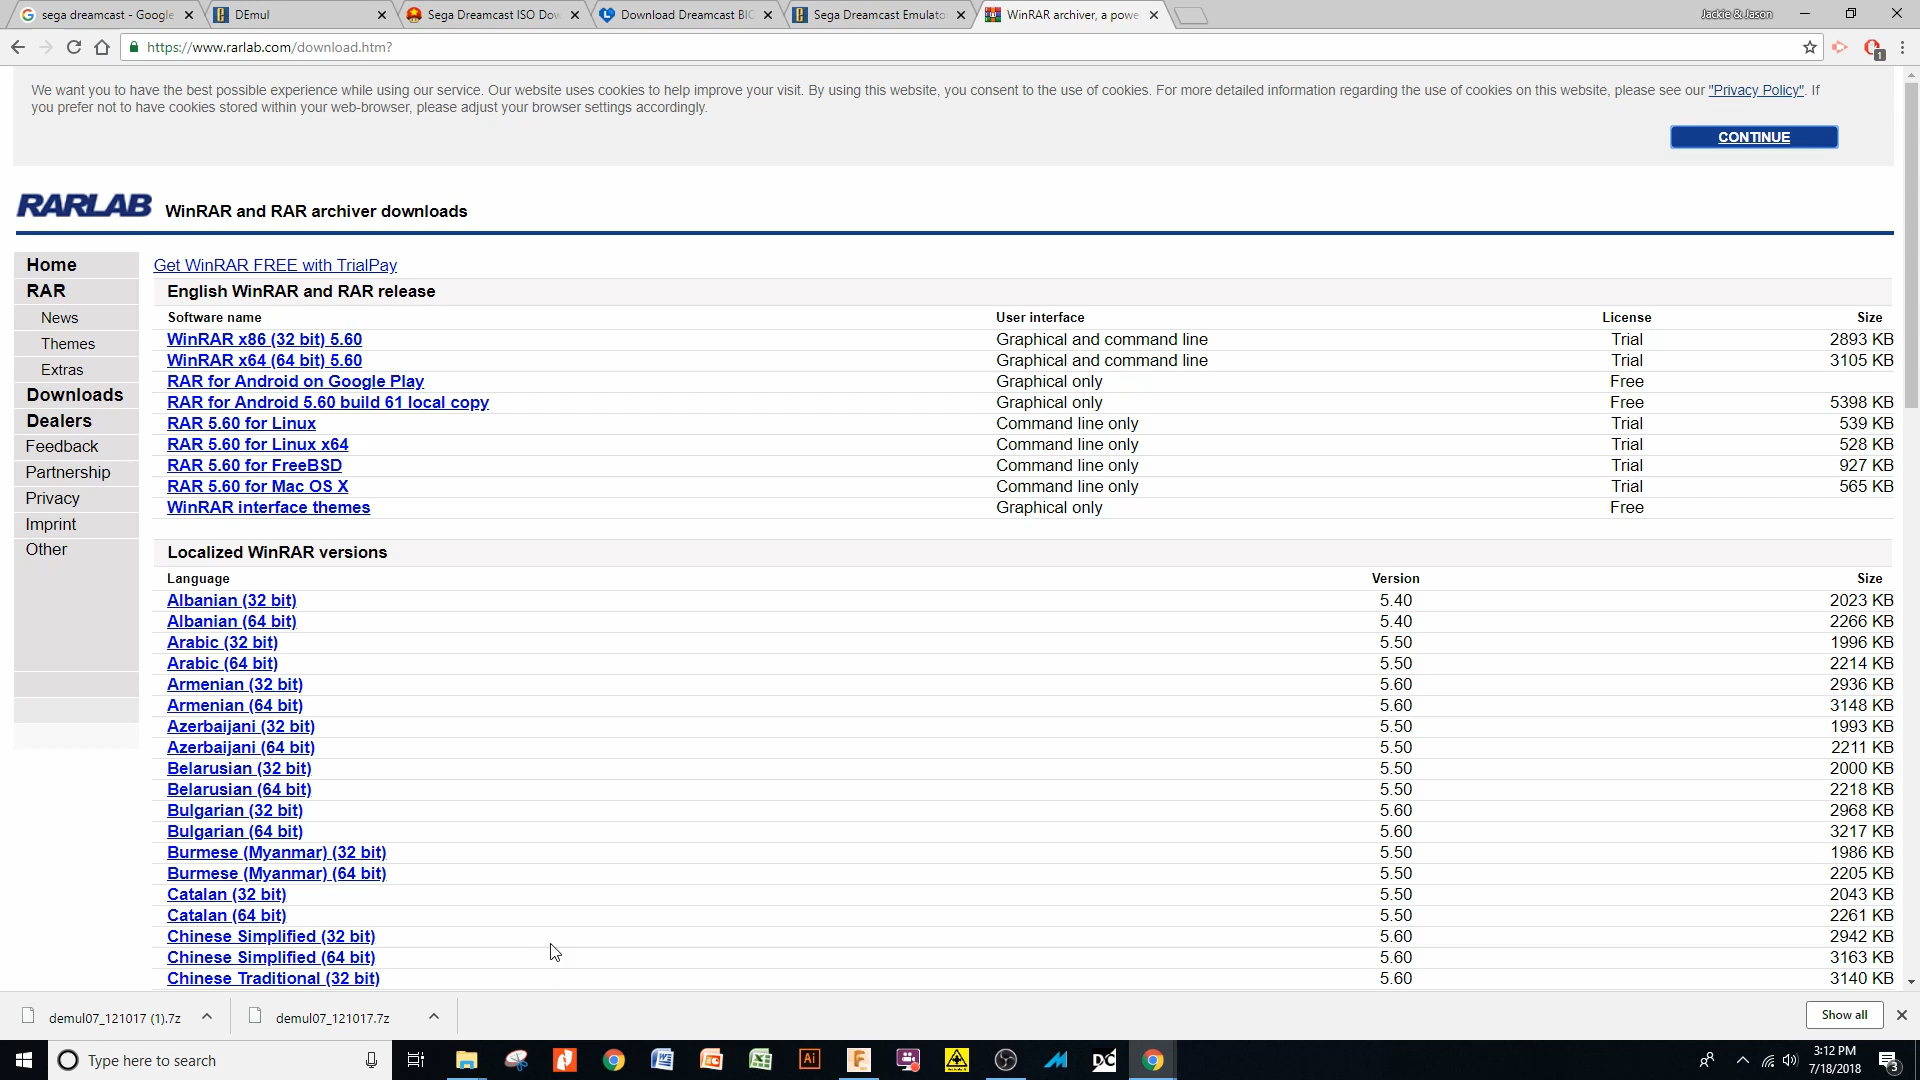 sega dreamcast - Google
DEmul
Sega Dreamcast ISO Dow
Download Dreamcast BIO
Sega Dreamcast Emulato
WinRAR archiver, a powe
Jackie & Jason
https://www.rarlab.com/download.htm?
We want you to have the best possible experience while using our service. Our website uses cookies to help improve your visit. By using this website, you consent to the use of cookies. For more detailed information regarding the use of cookies on this website, please see our "Privacy Policy". If
you prefer not to have cookies stored within your web-browser, please adjust your browser settings accordingly.
CONTINUE
RARLAB WinRAR and RAR archiver downloads
Home
RAR
News
Themes
Extras
Downloads
Dealers
Feedback
Partnership
Privacy
Imprint
Other
Get WinRAR FREE with TrialPay
English WinRAR and RAR release
Software name User interface License Size
WinRAR x86 (32 bit) 5.60 Graphical and command line Trial 2893 KB
WinRAR x64 (64 bit) 5.60 Graphical and command line Trial 3105 KB
RAR for Android on Google Play Graphical only Free
RAR for Android 5.60 build 61 local copy Graphical only Free 5398 KB
RAR 5.60 for Linux Command line only Trial 539 KB
RAR 5.60 for Linux x64 Command line only Trial 528 KB
RAR 5.60 for FreeBSD Command line only Trial 927 KB
RAR 5.60 for Mac OS X Command line only Trial 565 KB
WinRAR interface themes Graphical only Free
Localized WinRAR versions
Language Version Size
Albanian (32 bit) 5.40 2023 KB
Albanian (64 bit) 5.40 2266 KB
Arabic (32 bit) 5.50 1996 KB
Arabic (64 bit) 5.50 2214 KB
Armenian (32 bit) 5.60 2936 KB
Armenian (64 bit) 5.60 3148 KB
Azerbaijani (32 bit) 5.50 1993 KB
Azerbaijani (64 bit) 5.50 2211 KB
Belarusian (32 bit) 5.50 2000 KB
Belarusian (64 bit) 5.50 2218 KB
Bulgarian (32 bit) 5.60 2968 KB
Bulgarian (64 bit) 5.60 3217 KB
Burmese (Myanmar) (32 bit) 5.50 1986 KB
Burmese (Myanmar) (64 bit) 5.50 2205 KB
Catalan (32 bit) 5.50 2043 KB
Catalan (64 bit) 5.50 2261 KB
Chinese Simplified (32 bit) 5.60 2942 KB
Chinese Simplified (64 bit) 5.60 3163 KB
Chinese Traditional (32 bit) 5.60 3140 KB
demul07_121017 (1).7z
demul07_121017.7z
Show all
Type here to search
Ai
DC
3:12 PM
7/18/2018
3